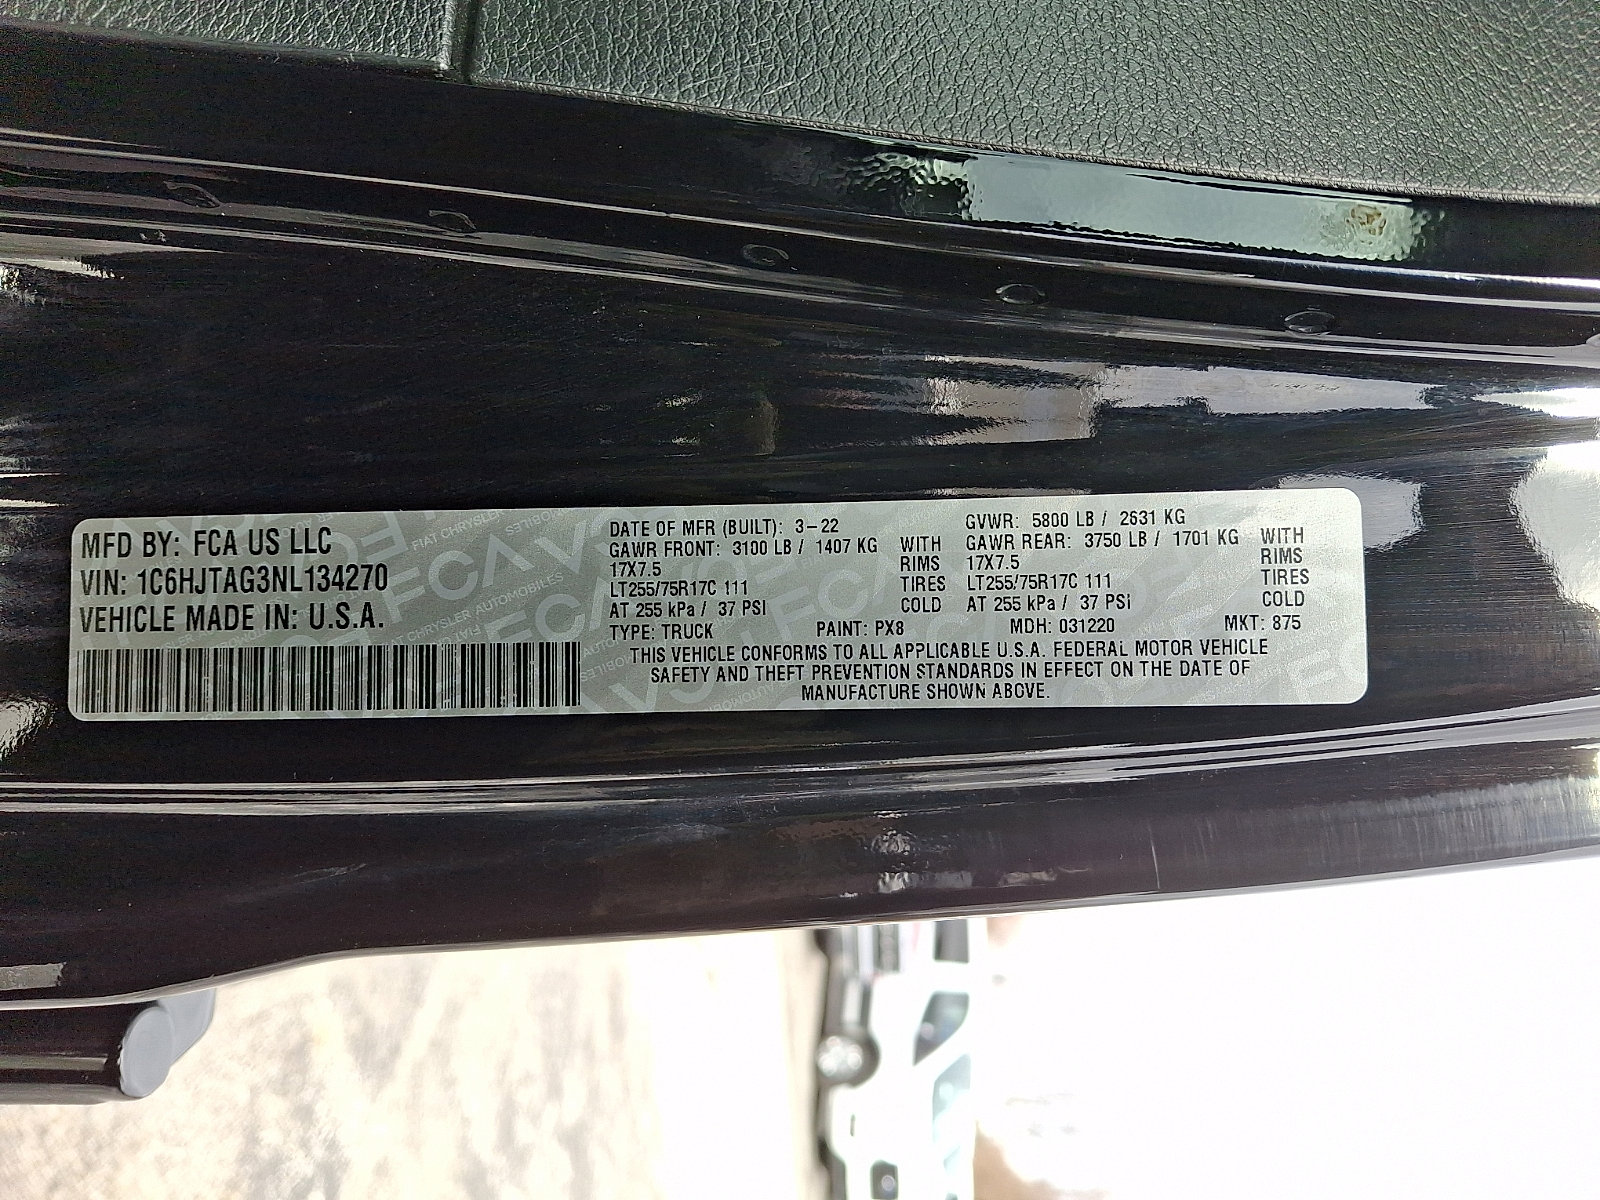 MFD BY: FCA US LLC
VIN: 1C6HJTAG3NL134270
VEHICLE MADE IN: U.S.A.
DATE OF MFR (BUILT): 3-22
GAWR FRONT: 3100 LB / 1407 KG WITH
17X7.5 RIMS
LT255/75R17C 111 TIRES
AT 255 kPa / 37 PSI COLD
GVWR: 5800 LB / 2631 KG
GAWR REAR: 3750 LB / 1701 KG WITH
17X7.5 RIMS
LT255/75R17C 111 TIRES
AT 255 kPa / 37 PSI COLD
TYPE: TRUCK PAINT: PX8 MDH: 031220 MKT: 875
THIS VEHICLE CONFORMS TO ALL APPLICABLE U.S.A. FEDERAL MOTOR VEHICLE
SAFETY AND THEFT PREVENTION STANDARDS IN EFFECT ON THE DATE OF
MANUFACTURE SHOWN ABOVE.